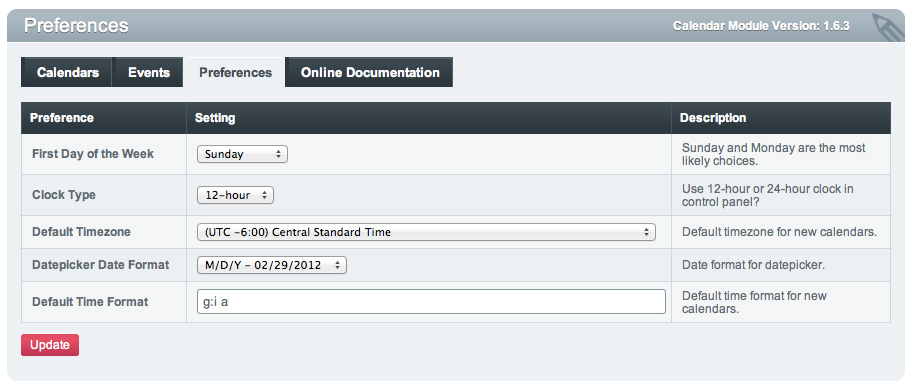 Preferences
Calendar Module Version: 1.6.3
Calendars Events Preferences Online Documentation
Preference Setting Description
First Day of the Week Sunday Sunday and Monday are the most
likely choices.
Clock Type 12-hour Use 12-hour or 24-hour clock in
control panel?
Default Timezone (UTC -6:00) Central Standard Time Default timezone for new calendars.
Datepicker Date Format M/D/Y - 02/29/2012 Date format for datepicker.
Default Time Format g:i a Default time format for new
calendars.
Update